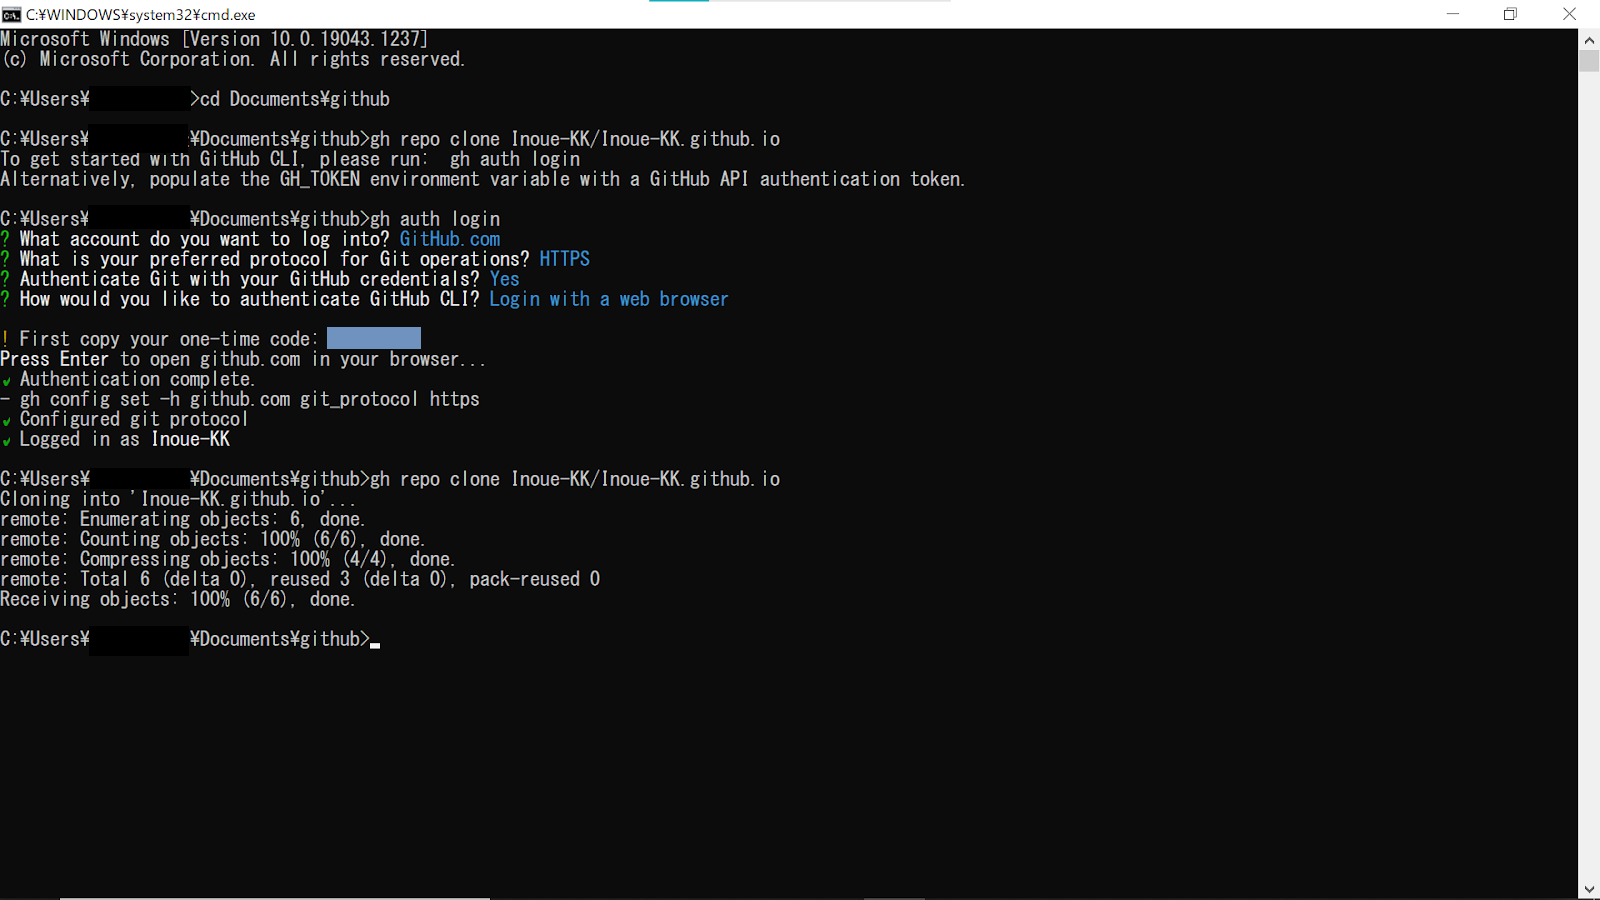 C:¥WINDOWS¥system32¥cmd.exe
Microsoft Windows [Version 10.0.19043.1237]
(c) Microsoft Corporation. All rights reserved.
C:¥Users¥ >cd Documents¥github
C:¥Users¥ ¥Documents¥github>gh repo clone Inoue-KK/Inoue-KK.github.io
To get started with GitHub CLI, please run:  gh auth login
Alternatively, populate the GH_TOKEN environment variable with a GitHub API authentication token.
C:¥Users¥ ¥Documents¥github>gh auth login
? What account do you want to log into? GitHub.com
? What is your preferred protocol for Git operations? HTTPS
? Authenticate Git with your GitHub credentials? Yes
? How would you like to authenticate GitHub CLI? Login with a web browser
! First copy your one-time code:
Press Enter to open github.com in your browser...
✓ Authentication complete.
- gh config set -h github.com git_protocol https
✓ Configured git protocol
✓ Logged in as Inoue-KK
C:¥Users¥ ¥Documents¥github>gh repo clone Inoue-KK/Inoue-KK.github.io
Cloning into 'Inoue-KK.github.io'...
remote: Enumerating objects: 6, done.
remote: Counting objects: 100% (6/6), done.
remote: Compressing objects: 100% (4/4), done.
remote: Total 6 (delta 0), reused 3 (delta 0), pack-reused 0
Receiving objects: 100% (6/6), done.
C:¥Users¥ ¥Documents¥github>